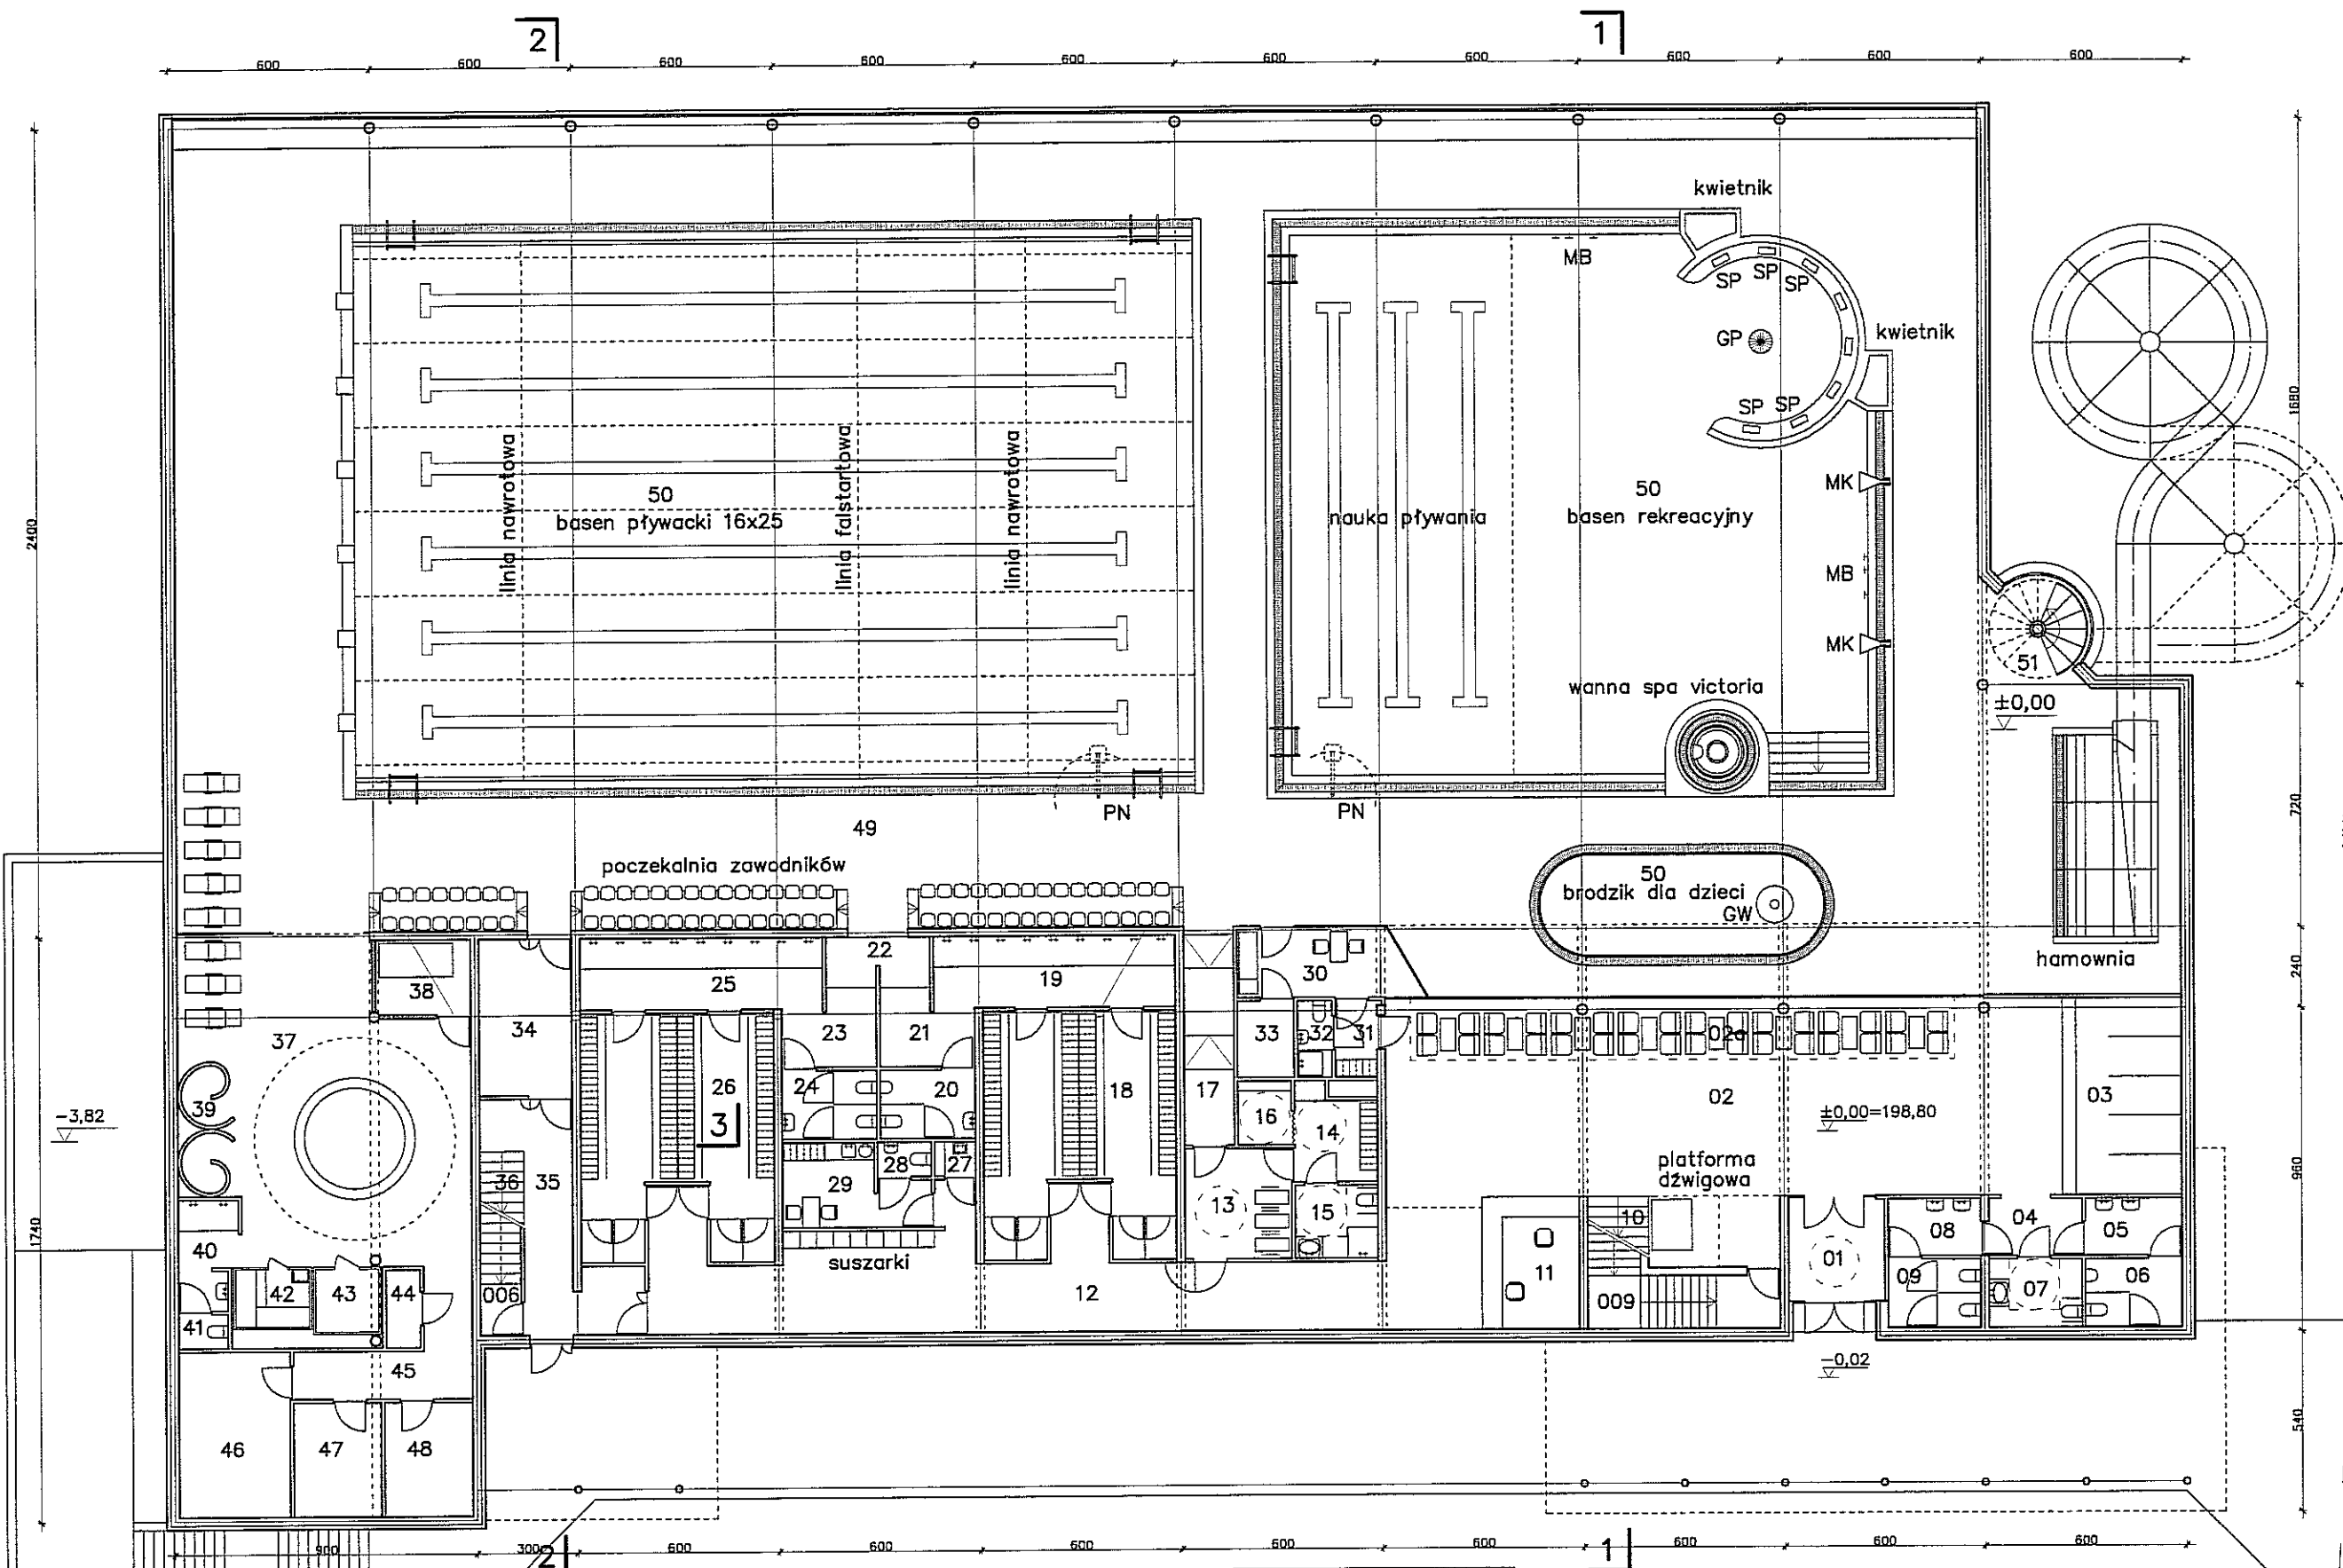 2
1
600 600 600 600 600 600 600 600 600 600
kwietnik
MB
SP SP SP
kwietnik
GP
SP SP
2400
1680
linia nawrotowa
linia falstartowa
linia nawrotowa
50
basen pływacki 16x25
nauka pływania
50
basen rekreacyjny
MK
MB
MK
51
wanna spa victoria
±0,00
PN
PN
720
49
poczekalnia zawodników
50
brodzik dla dzieci
GW
hamownia
240
22
38
25
19
30
37
34
23
21
33
32
31
02a
26
24
20
18
17
02
03
39
3
16
14
±0,00=198,80
-3,82
36
35
28
27
29
13
15
platforma
dźwigowa
960
1740
10
08
04
05
40
suszarki
11
01
42
43
44
006
12
009
09
07
06
41
45
-0,02
46
47
48
540
900 300 600 600 600 600 600 600 600 600
2
1